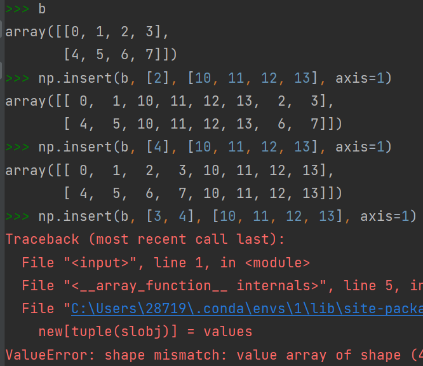 >>> b
array([[0, 1, 2, 3],
       [4, 5, 6, 7]])
>>> np.insert(b, [2], [10, 11, 12, 13], axis=1)
array([[ 0,  1, 10, 11, 12, 13,  2,  3],
       [ 4,  5, 10, 11, 12, 13,  6,  7]])
>>> np.insert(b, [4], [10, 11, 12, 13], axis=1)
array([[ 0,  1,  2,  3, 10, 11, 12, 13],
       [ 4,  5,  6,  7, 10, 11, 12, 13]])
>>> np.insert(b, [3, 4], [10, 11, 12, 13], axis=1)
Traceback (most recent call last):
  File "<input>", line 1, in <module>
  File "<__array_function__ internals>", line 5, in
  File "C:\Users\28719\.conda\envs\1\lib\site-packa
    new[tuple(slobj)] = values
ValueError: shape mismatch: value array of shape (4